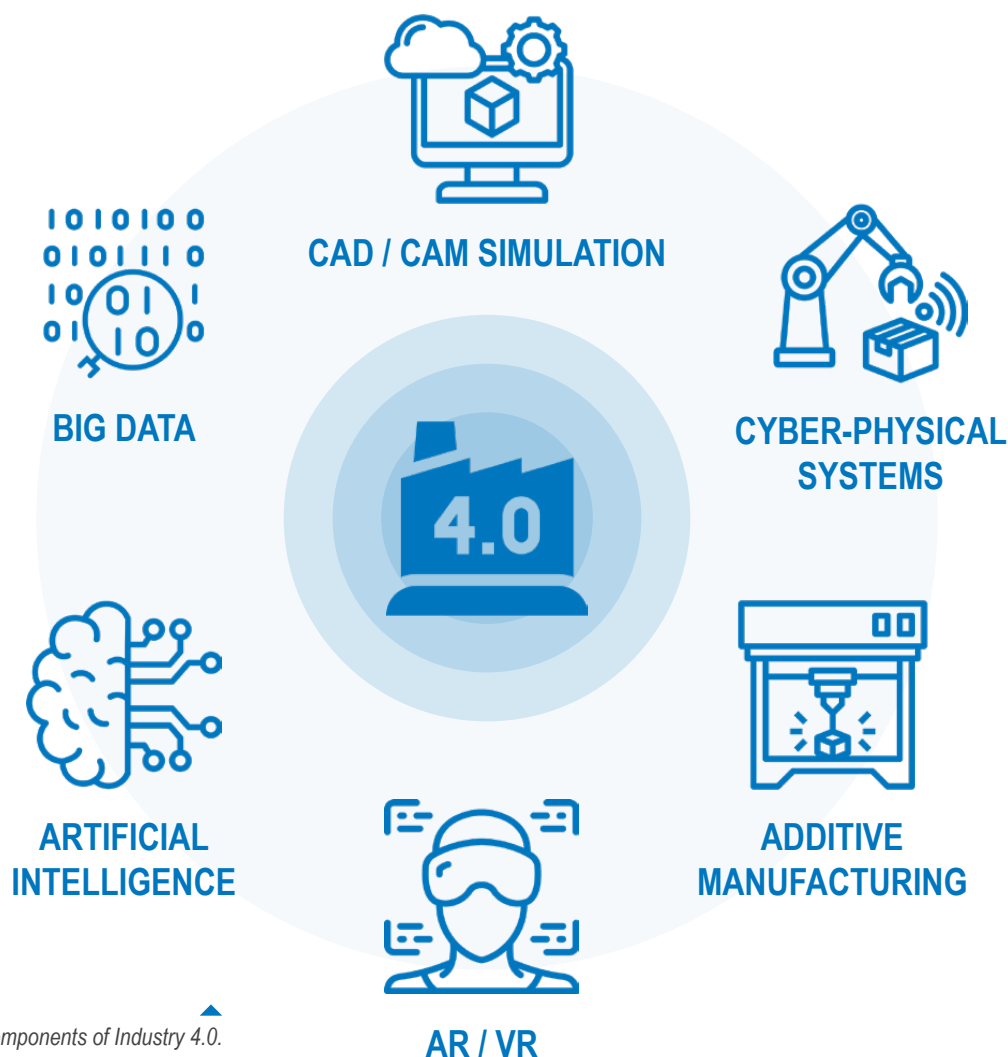 CAD / CAM SIMULATION
1010100
0101110
10 01 1
01 10 0
BIG DATA
CYBER-PHYSICAL
SYSTEMS
4.0
ARTIFICIAL
INTELLIGENCE
ADDITIVE
MANUFACTURING
AR / VR
mponents of Industry 4.0.